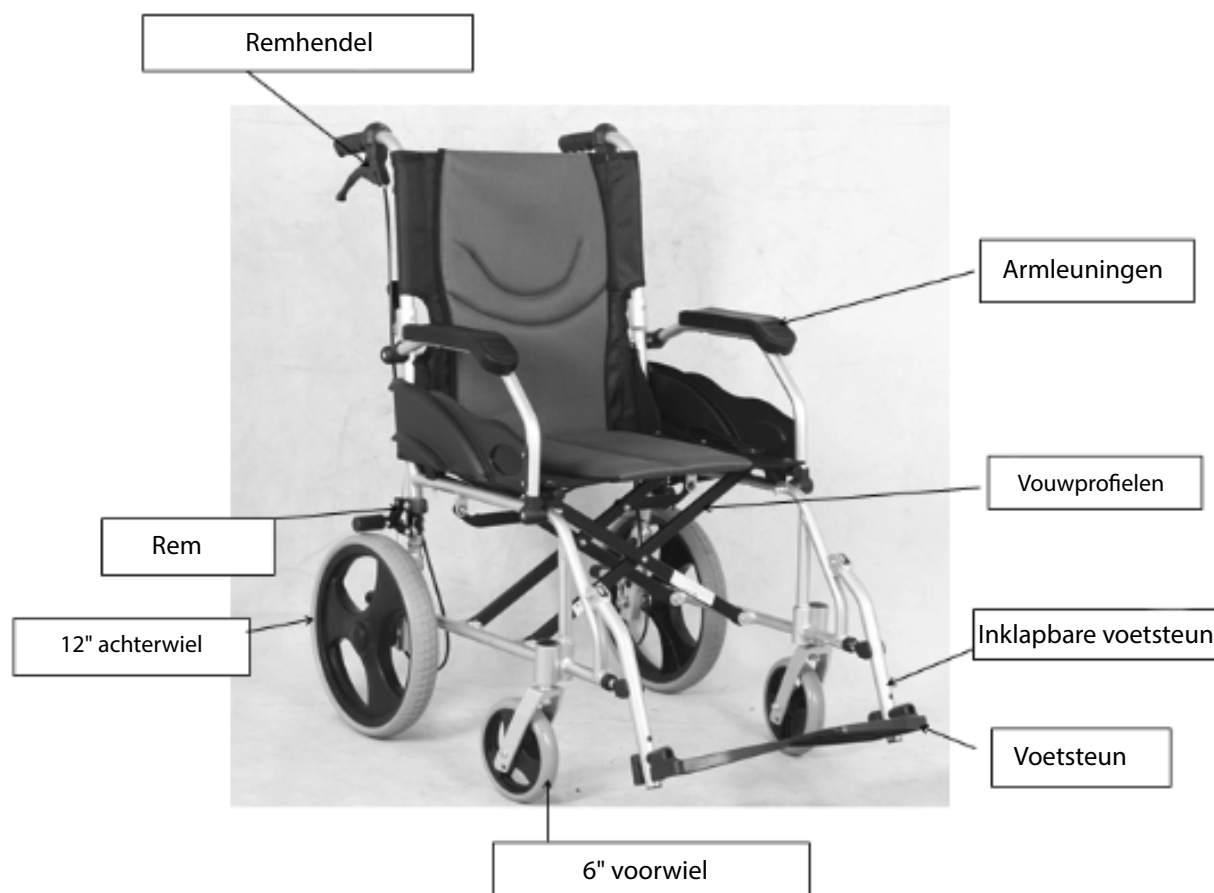 Remhendel
Armleuningen
Vouwprofielen
Rem
12" achterwiel
Inklapbare voetsteun
Voetsteun
6" voorwiel